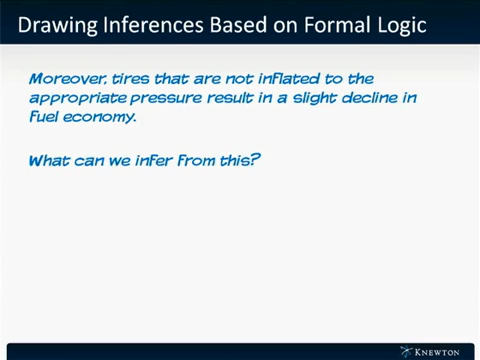 Drawing Inferences Based on Formal Logic
Moreover, tires that are not inflated to the
appropriate pressure result in a slight decline in
fuel economy.
What can we infer from this?
KNEWTON